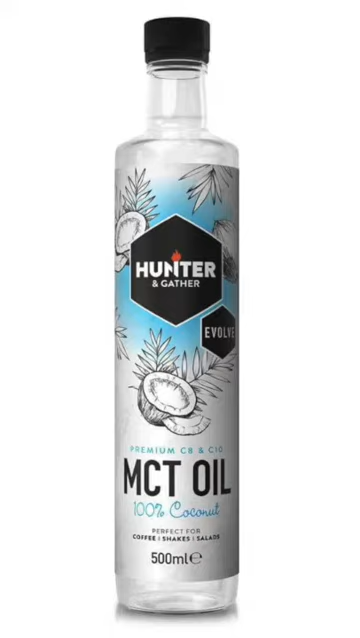 HUNTER
& GATHER
EVOLVE
PREMIUM C8 & C10
MCT OIL
100% Coconut
PERFECT FOR
COFFEE | SHAKES | SALADS
500ml℮